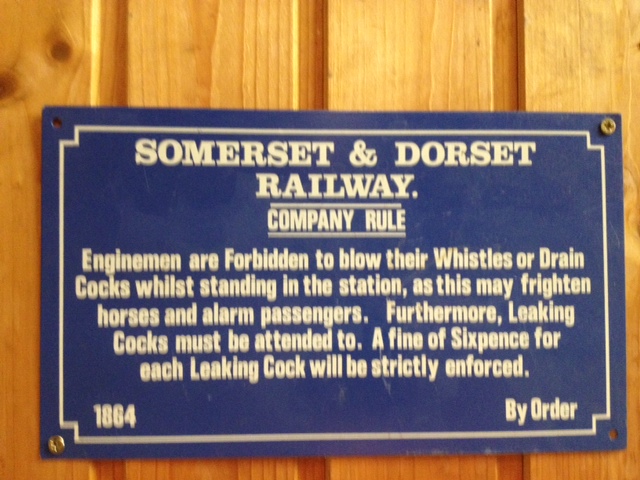 SOMERSET & DORSET
RAILWAY.
COMPANY RULE
Enginemen are Forbidden to blow their Whistles or Drain
Cocks whilst standing in the station, as this may frighten
horses and alarm passengers. Furthermore, Leaking
Cocks must be attended to. A fine of Sixpence for
each Leaking Cock will be strictly enforced.
1864 By Order